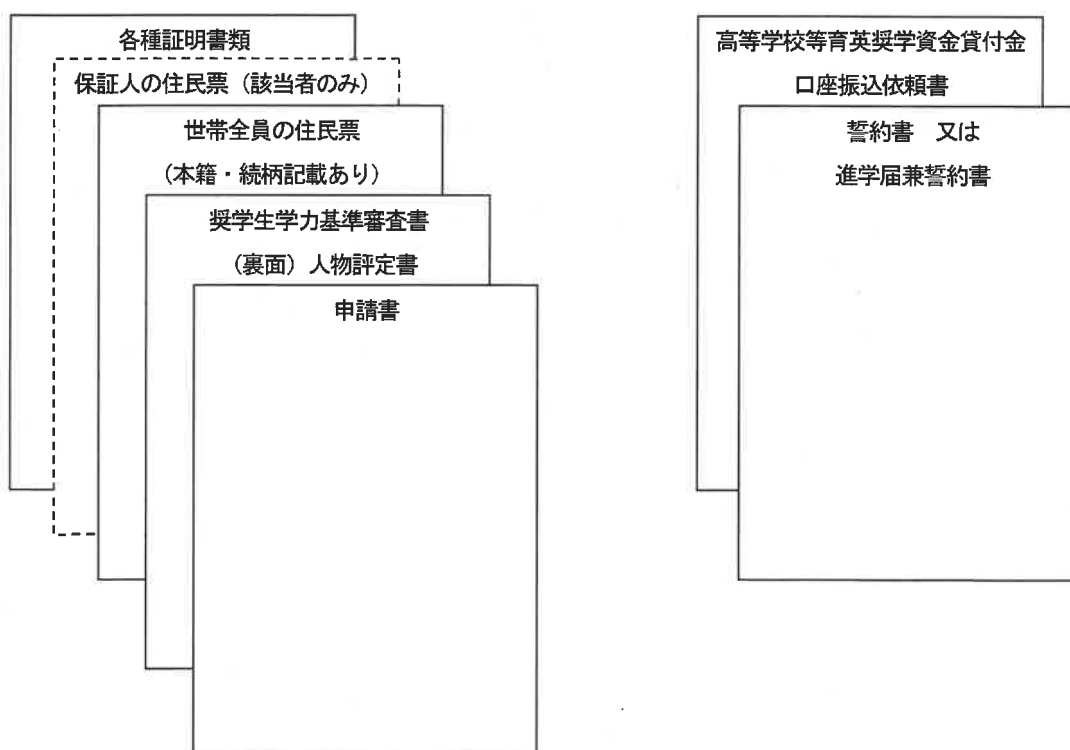 各種証明書類
保証人の住民票（該当者のみ）
世帯全員の住民票
（本籍・続柄記載あり）
奨学生学力基準審査書
（裏面）人物評定書
申請書
高等学校等育英奨学資金貸付金
口座振込依頼書
誓約書　又は
進学届兼誓約書